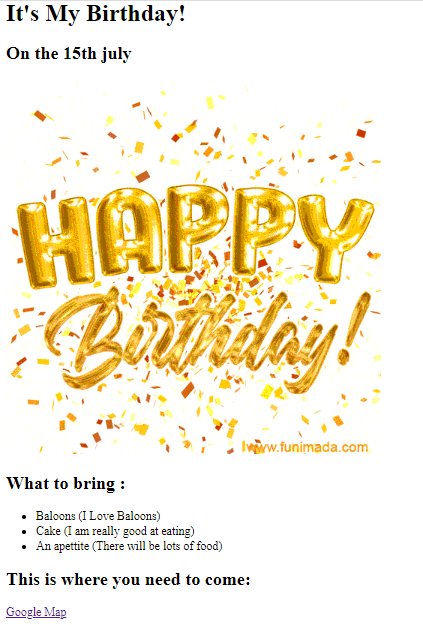 It's My Birthday!
On the 15th july
HAPPY
Birthday!
www.funimada.com
What to bring :
Baloons (I Love Baloons)
Cake (I am really good at eating)
An apettite (There will be lots of food)
This is where you need to come:
Google Map